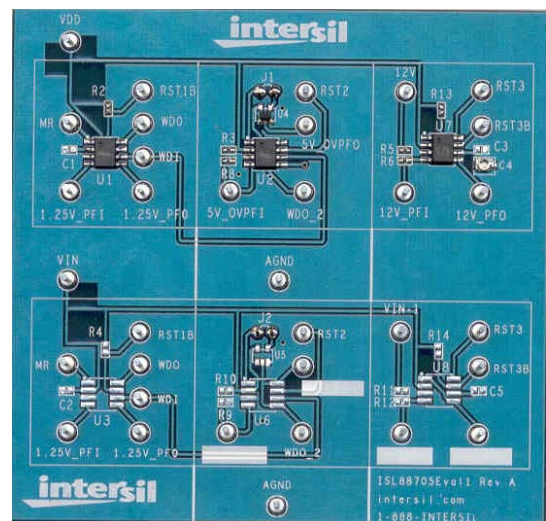 intersil
VDD
J1
12V
R2
RST1B
RST2
R13
RST3
U4
MR
WDO
R3
5V_OVPFO
U7
RST3B
R5
C3
C1
WDI
R8
R6
C4
U1
U2
1.25V_PFI
1.25V_PFO
5V_OVPFI
WDO_2
12V_PFI
12V_PFO
VIN
AGND
J2
VIN-1
R4
RST1B
RST2
RST3
R14
U5
MR
WDO
U8
RST3B
R10
R11
C2
WDI
R12
C5
R9
U3
U6
1.25V_PFI
1.25V_PFO
WDO_2
intersil
AGND
ISL88705Eval1 Rev A
intersil.com
1-888-INTERSIL